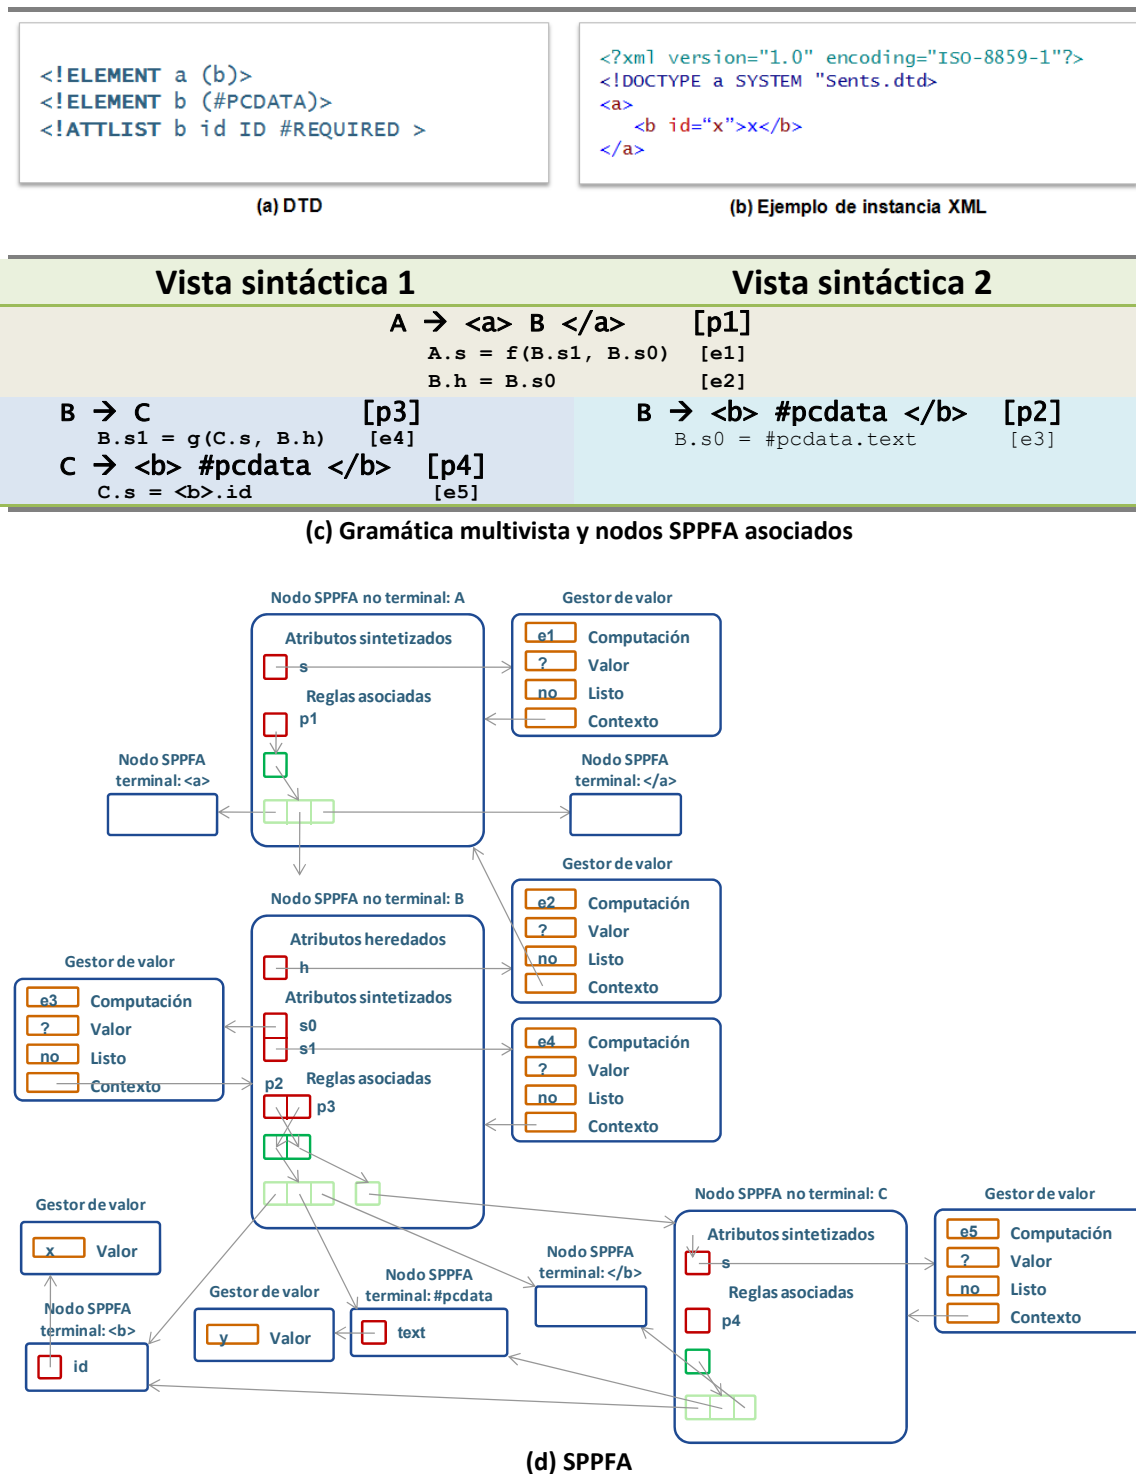 <!ELEMENT a (b)>
<!ELEMENT b (#PCDATA)>
<!ATTLIST b id ID #REQUIRED >
(a) DTD
<?xml version="1.0" encoding="ISO-8859-1"?>
<!DOCTYPE a SYSTEM "Sents.dtd>
<a>
<b id=“x”>x</b>
</a>
(b) Ejemplo de instancia XML
Vista sintáctica 1
Vista sintáctica 2
A → <a> B </a> [p1]
A.s = f(B.s1, B.s0) [e1]
B.h = B.s0 [e2]
B → C [p3]
B.s1 = g(C.s, B.h) [e4]
C → <b> #pcdata </b> [p4]
C.s = <b>.id [e5]
B → <b> #pcdata </b> [p2]
B.s0 = #pcdata.text [e3]
(c) Gramática multivista y nodos SPPFA asociados
Nodo SPPFA no terminal: A
Atributos sintetizados
s
Reglas asociadas
p1
Gestor de valor
e1 Computación
? Valor
no Listo
Contexto
Nodo SPPFA
terminal: <a>
Nodo SPPFA
terminal: </a>
Nodo SPPFA no terminal: B
Atributos heredados
h
Atributos sintetizados
s0
s1
Reglas asociadas
p2
p3
Gestor de valor
e2 Computación
? Valor
no Listo
Contexto
Gestor de valor
e3 Computación
? Valor
no Listo
Contexto
e4 Computación
? Valor
no Listo
Contexto
Nodo SPPFA no terminal: C
Atributos sintetizados
s
Reglas asociadas
p4
Gestor de valor
e5 Computación
? Valor
no Listo
Contexto
Gestor de valor
x Valor
Nodo SPPFA
terminal: <b>
id
Gestor de valor
y Valor
Nodo SPPFA
terminal: #pcdata
text
Nodo SPPFA
terminal: </b>
(d) SPPFA